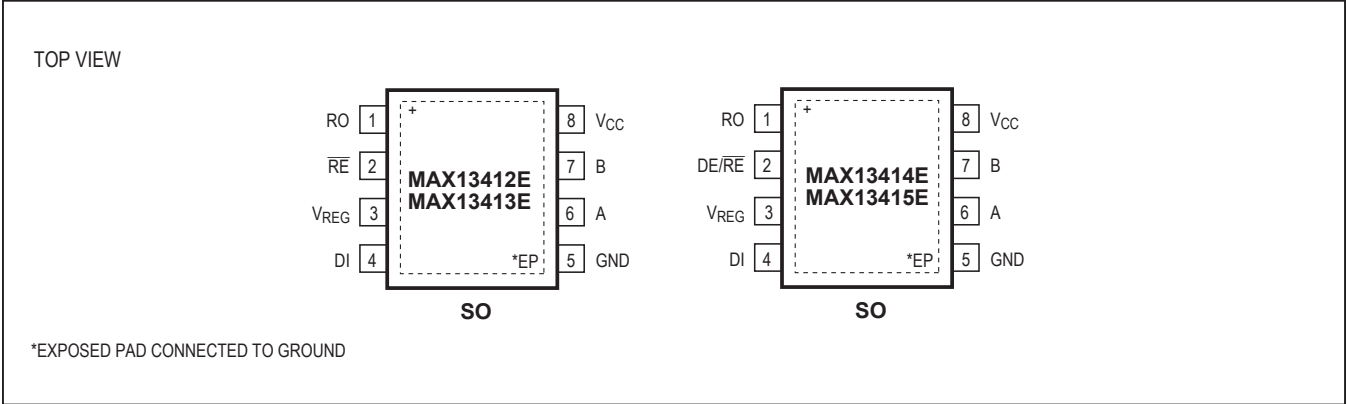 TOP VIEW
RO 1 + 8 VCC
R̅E̅ 2 7 B
MAX13412E
MAX13413E
VREG 3 6 A
DI 4 *EP 5 GND
SO
RO 1 + 8 VCC
DE/R̅E̅ 2 7 B
MAX13414E
MAX13415E
VREG 3 6 A
DI 4 *EP 5 GND
SO
*EXPOSED PAD CONNECTED TO GROUND